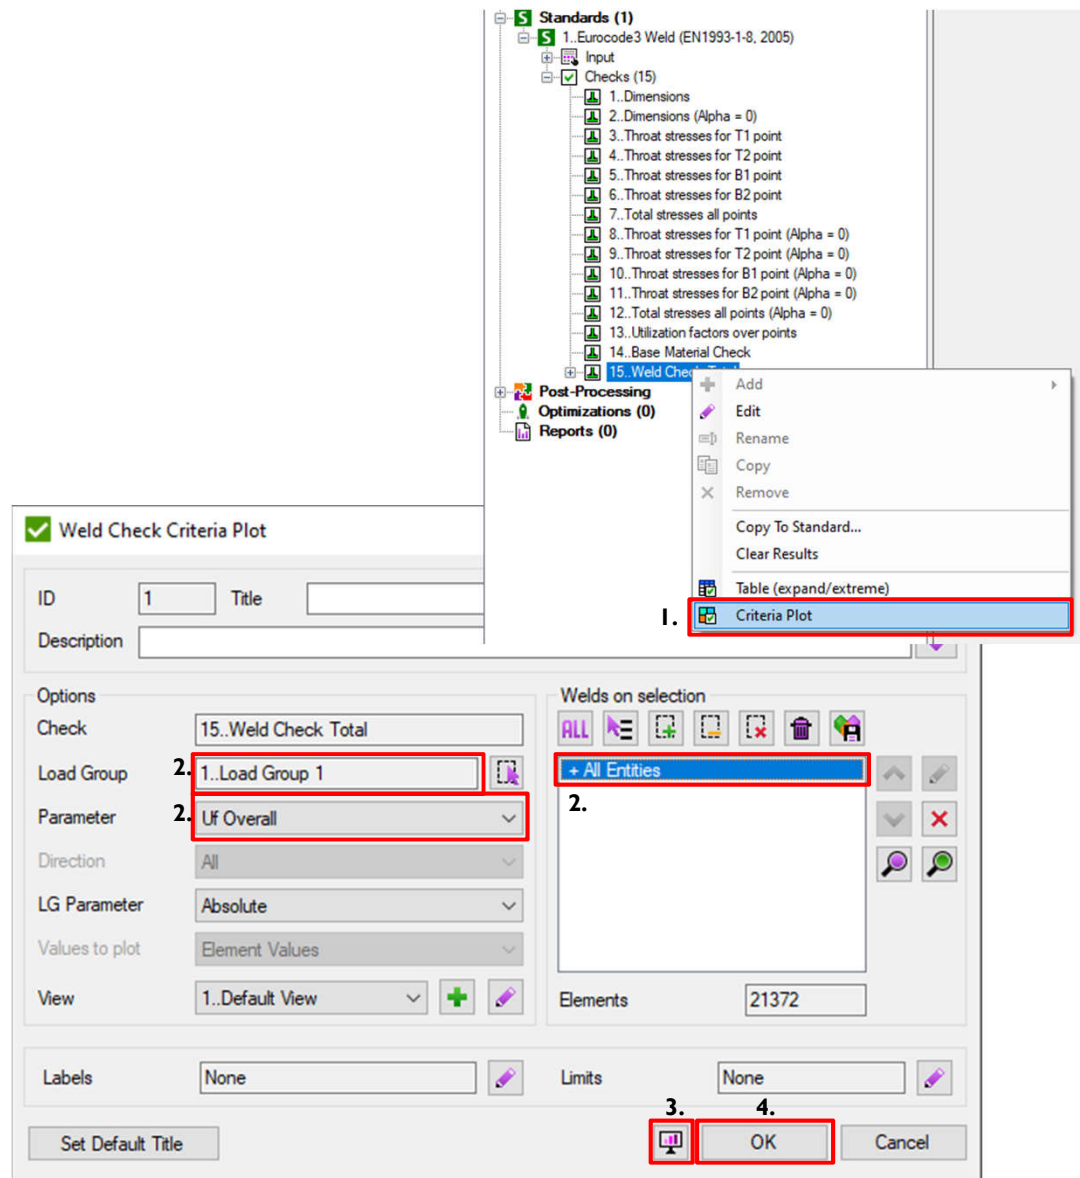 Standards (1)
1..Eurocode3 Weld (EN1993-1-8, 2005)
Input
Checks (15)
1..Dimensions
2..Dimensions (Alpha = 0)
3..Throat stresses for T1 point
4..Throat stresses for T2 point
5..Throat stresses for B1 point
6..Throat stresses for B2 point
7..Total stresses all points
8..Throat stresses for T1 point (Alpha = 0)
9..Throat stresses for T2 point (Alpha = 0)
10..Throat stresses for B1 point (Alpha = 0)
11..Throat stresses for B2 point (Alpha = 0)
12..Total stresses all points (Alpha = 0)
13..Utilization factors over points
14..Base Material Check
15..Weld Check Total
Post-Processing
Optimizations (0)
Reports (0)
Add
Edit
Rename
Copy
Remove
Copy To Standard...
Clear Results
Table (expand/extreme)
1. Criteria Plot
Weld Check Criteria Plot
ID 1 Title
Description
Options
Check 15..Weld Check Total
Load Group 2. 1..Load Group 1
Parameter 2. Uf Overall
Direction All
LG Parameter Absolute
Values to plot Element Values
View 1..Default View
Welds on selection
ALL
+ All Entities
2.
Elements 21372
Labels None
Limits None
3. 4.
Set Default Title OK Cancel